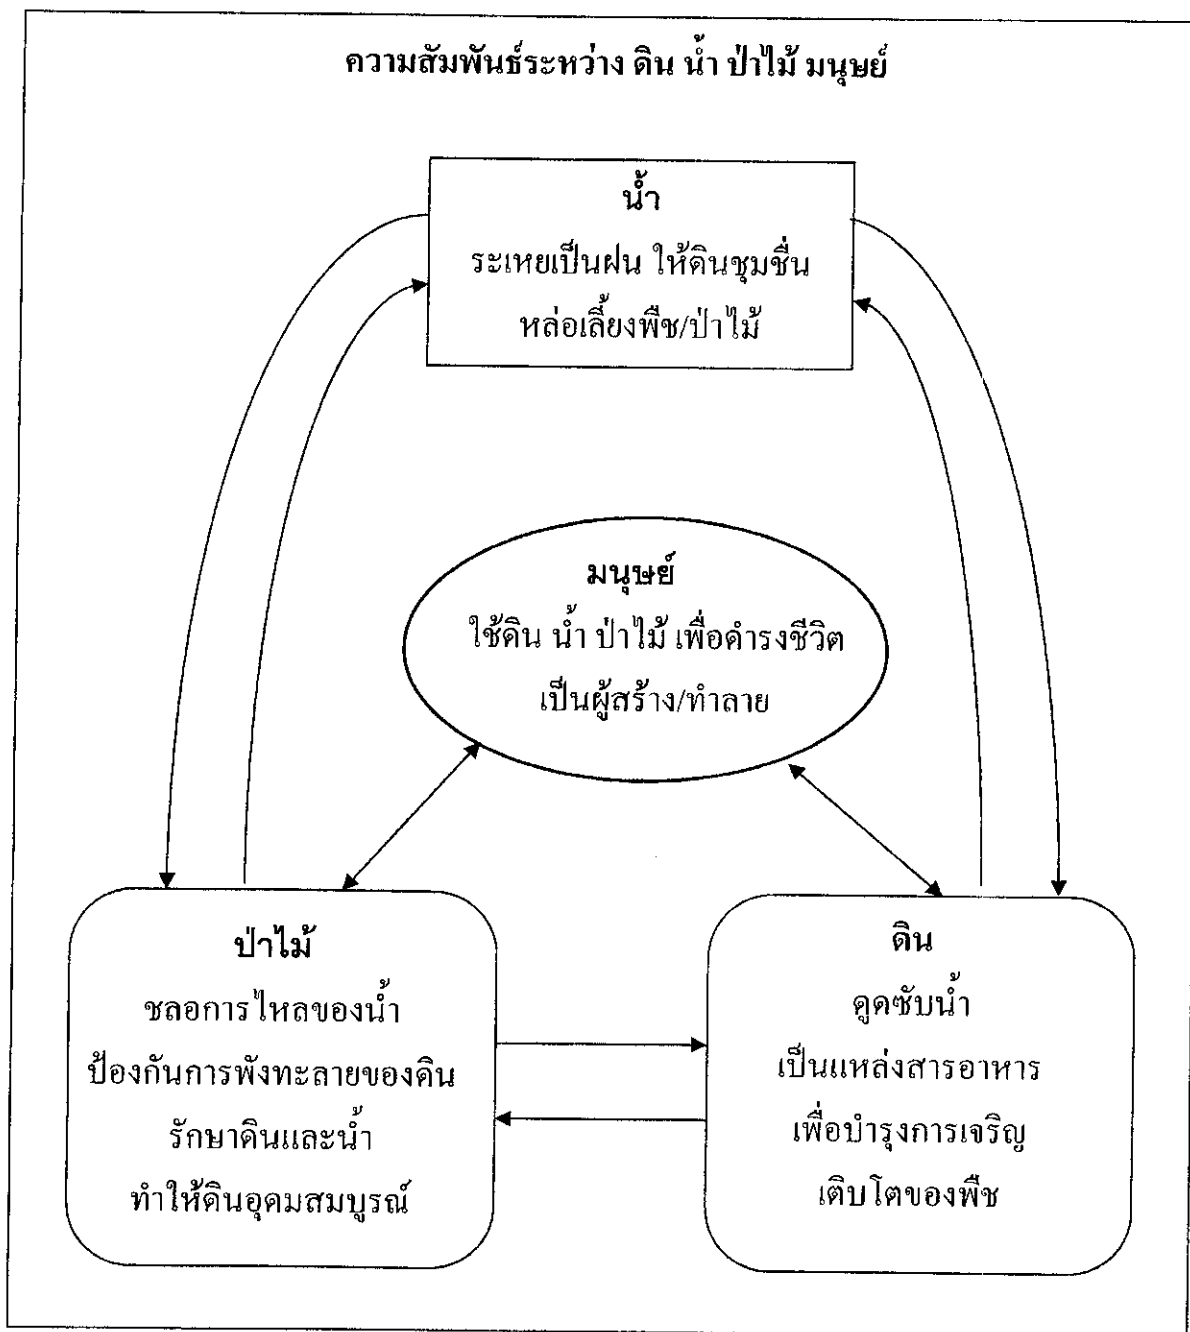 ความสัมพันธ์ระหว่าง ดิน น้ำ ป่าไม้ มนุษย์
น้ำ
ระเหยเป็นฝน ให้ดินชุมชื่น
หล่อเลี้ยงพืช/ป่าไม้
มนุษย์
ใช้ดิน น้ำ ป่าไม้ เพื่อดำรงชีวิต
เป็นผู้สร้าง/ทำลาย
ป่าไม้
ชลอการไหลของน้ำ
ป้องกันการพังทะลายของดิน
รักษาดินและน้ำ
ทำให้ดินอุดมสมบูรณ์
ดิน
ดูดซับน้ำ
เป็นแหล่งสารอาหาร
เพื่อบำรุงการเจริญ
เติบโตของพืช